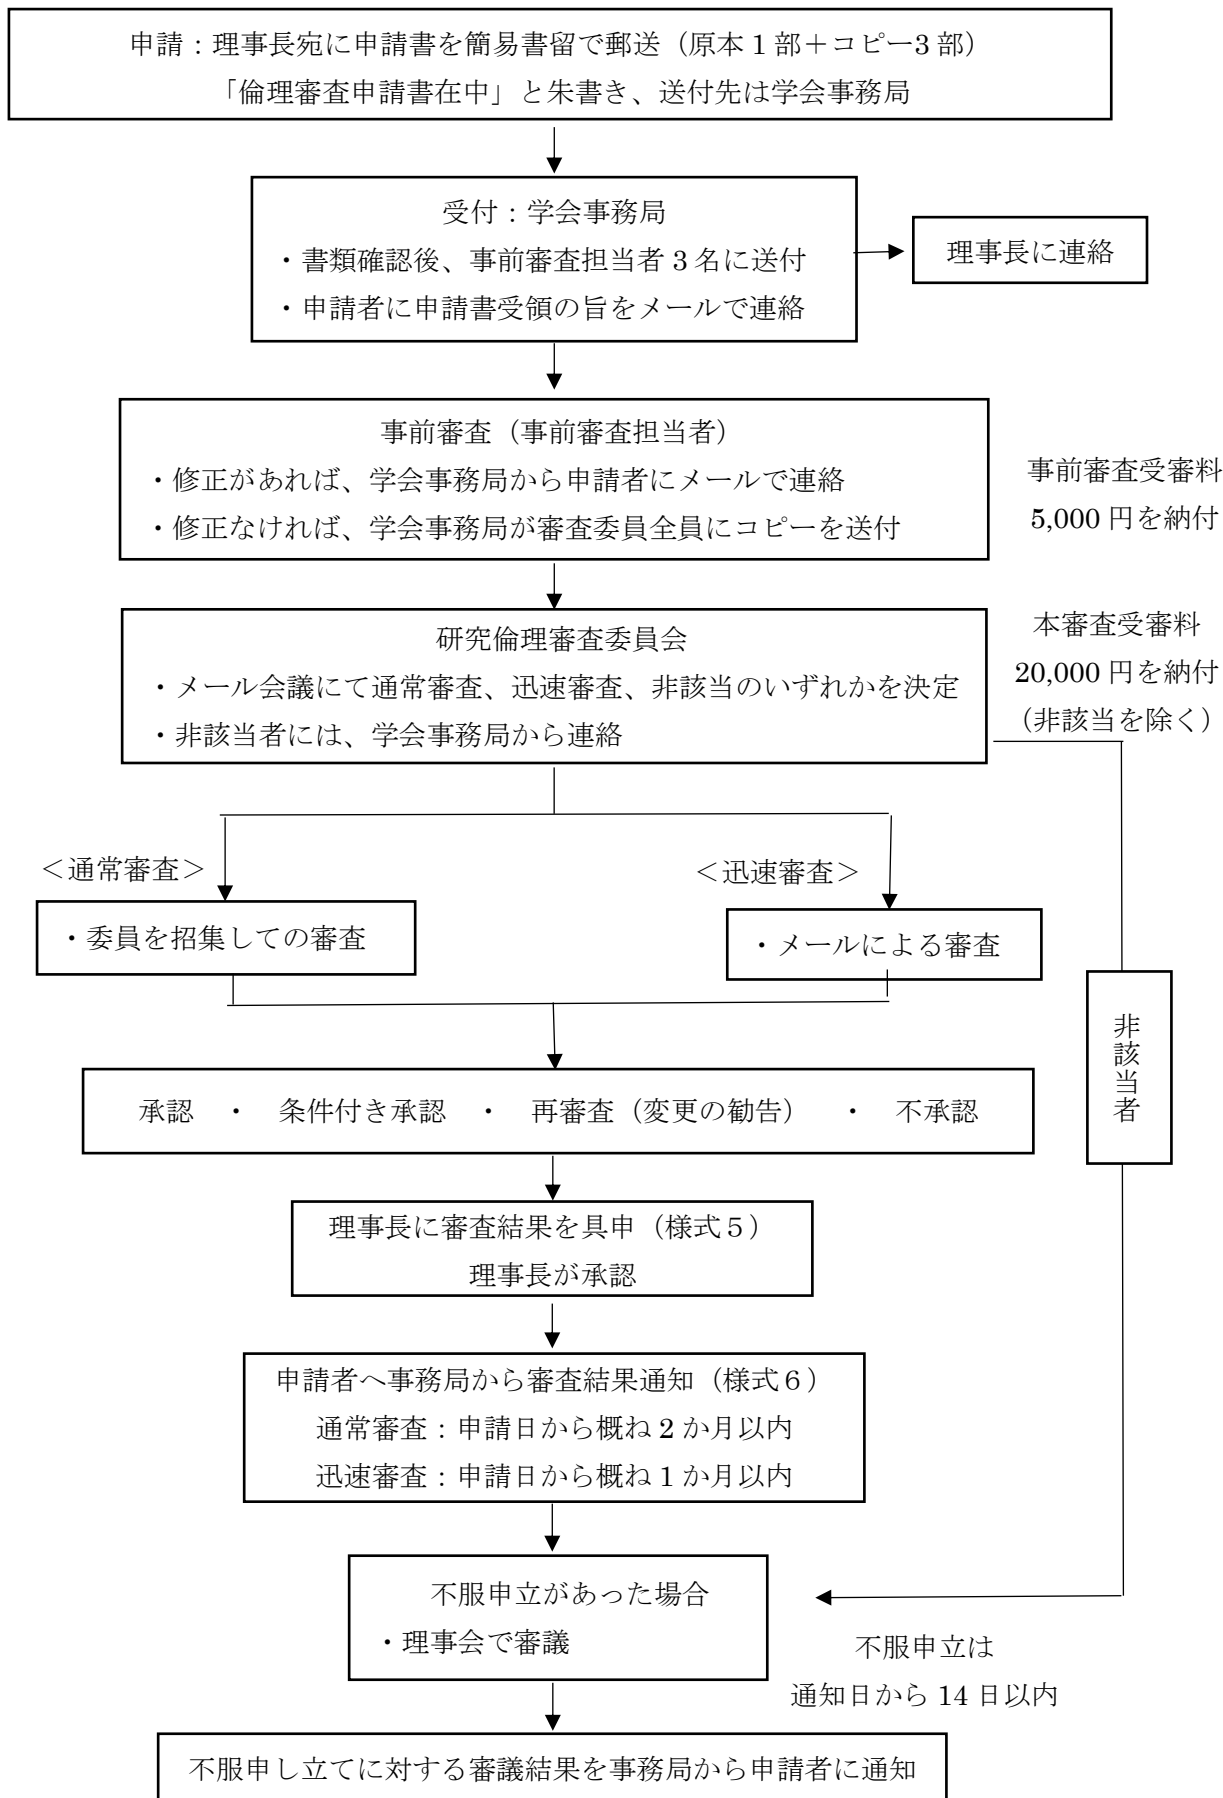 申請：理事長宛に申請書を簡易書留で郵送（原本 1 部＋コピー3 部）
「倫理審査申請書在中」と朱書き、送付先は学会事務局
受付：学会事務局
・書類確認後、事前審査担当者 3 名に送付
・申請者に申請書受領の旨をメールで連絡
理事長に連絡
事前審査（事前審査担当者）
・修正があれば、学会事務局から申請者にメールで連絡
・修正なければ、学会事務局が審査委員全員にコピーを送付
事前審査受審料
5,000 円を納付
研究倫理審査委員会
・メール会議にて通常審査、迅速審査、非該当のいずれかを決定
・非該当者には、学会事務局から連絡
本審査受審料
20,000 円を納付
（非該当を除く）
＜通常審査＞
・委員を招集しての審査
＜迅速審査＞
・メールによる審査
非該当者
承認　・　条件付き承認　・　再審査（変更の勧告）　・　不承認
理事長に審査結果を具申（様式５）
理事長が承認
申請者へ事務局から審査結果通知（様式６）
通常審査：申請日から概ね 2 か月以内
迅速審査：申請日から概ね 1 か月以内
不服申立があった場合
・理事会で審議
不服申立は
通知日から 14 日以内
不服申し立てに対する審議結果を事務局から申請者に通知